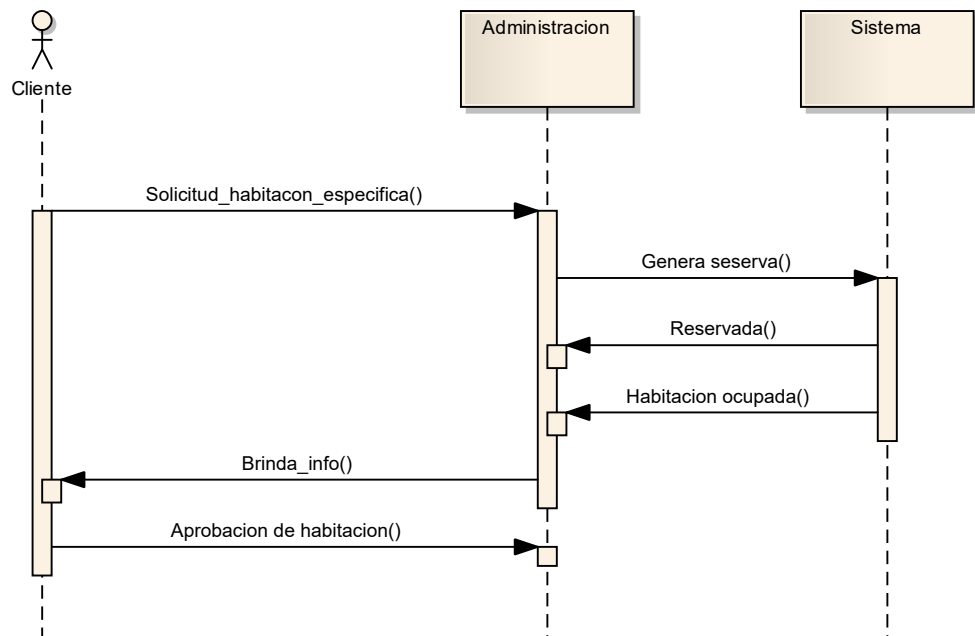 Cliente
Administracion
Sistema
Solicitud_habitacon_especifica()
Genera seserva()
Reservada()
Habitacion ocupada()
Brinda_info()
Aprobacion de habitacion()